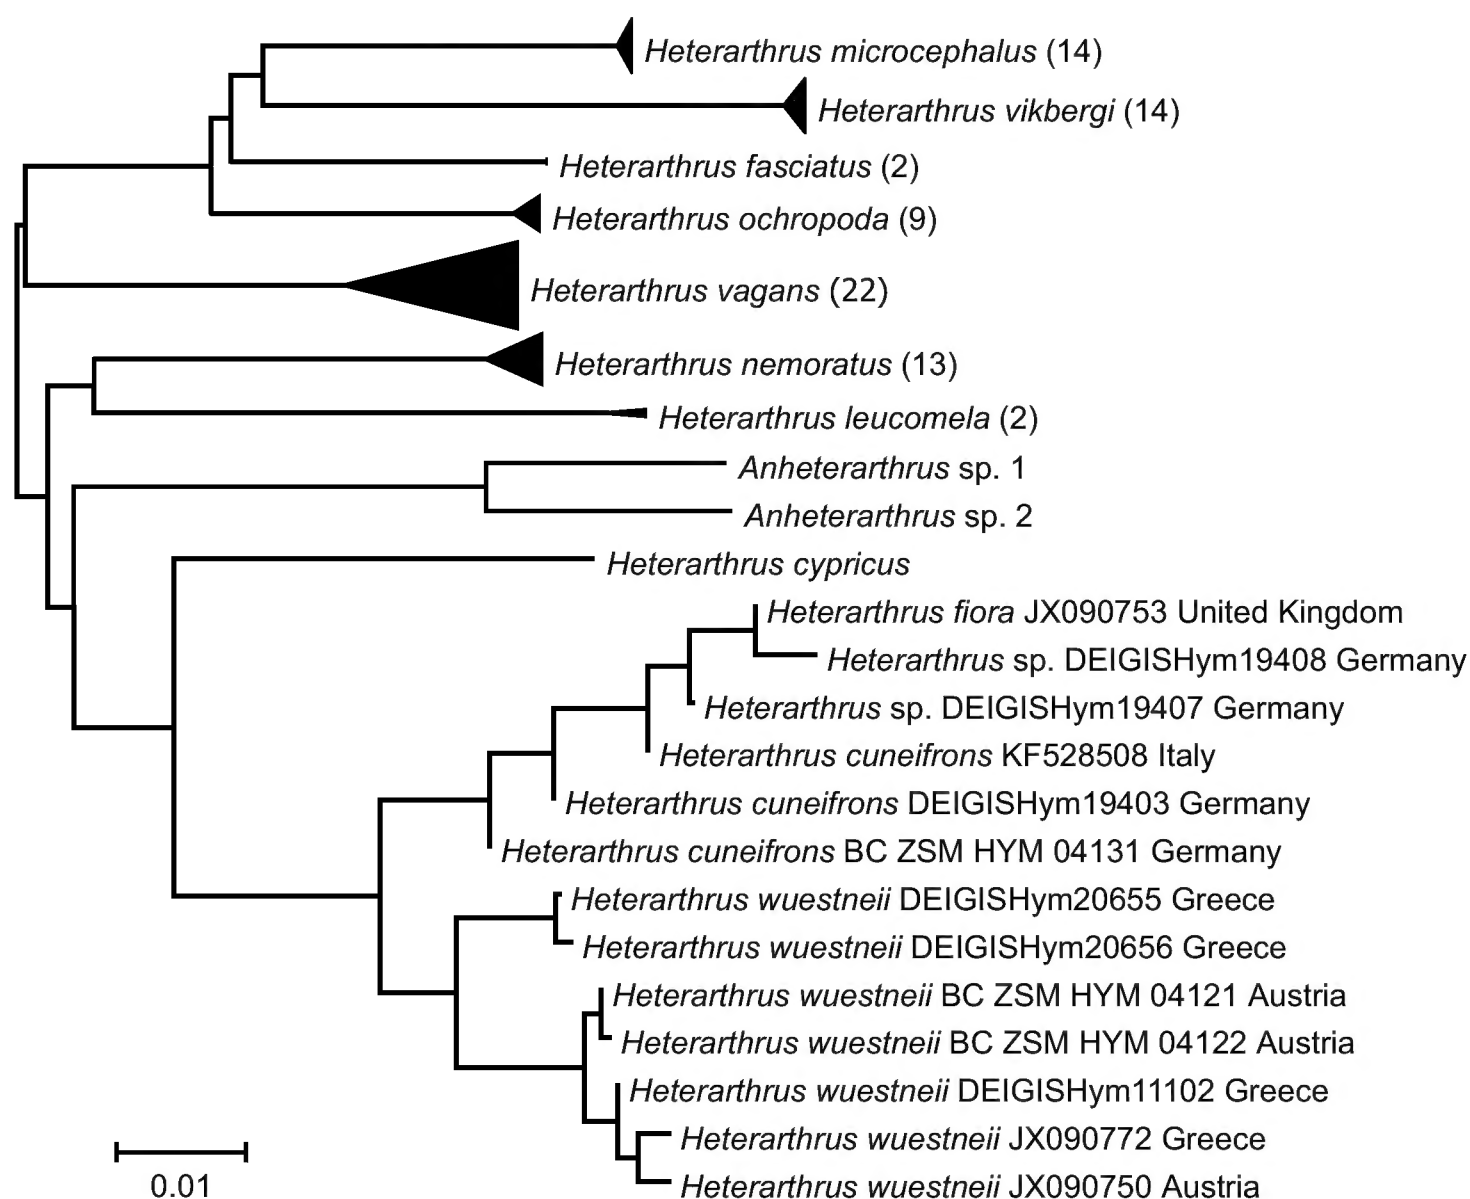 Heterarthrus microcephalus (14)
Heterarthrus vikbergi (14)
Heterarthrus fasciatus (2)
Heterarthrus ochropoda (9)
Heterarthrus vagans (22)
Heterarthrus nemoratus (13)
Heterarthrus leucomela (2)
Anheterarthrus sp. 1
Anheterarthrus sp. 2
Heterarthrus cypricus
Heterarthrus fiora JX090753 United Kingdom
Heterarthrus sp. DEIGISHym19408 Germany
Heterarthrus sp. DEIGISHym19407 Germany
Heterarthrus cuneifrons KF528508 Italy
Heterarthrus cuneifrons DEIGISHym19403 Germany
Heterarthrus cuneifrons BC ZSM HYM 04131 Germany
Heterarthrus wuestneii DEIGISHym20655 Greece
Heterarthrus wuestneii DEIGISHym20656 Greece
Heterarthrus wuestneii BC ZSM HYM 04121 Austria
Heterarthrus wuestneii BC ZSM HYM 04122 Austria
Heterarthrus wuestneii DEIGISHym11102 Greece
Heterarthrus wuestneii JX090772 Greece
Heterarthrus wuestneii JX090750 Austria
0.01